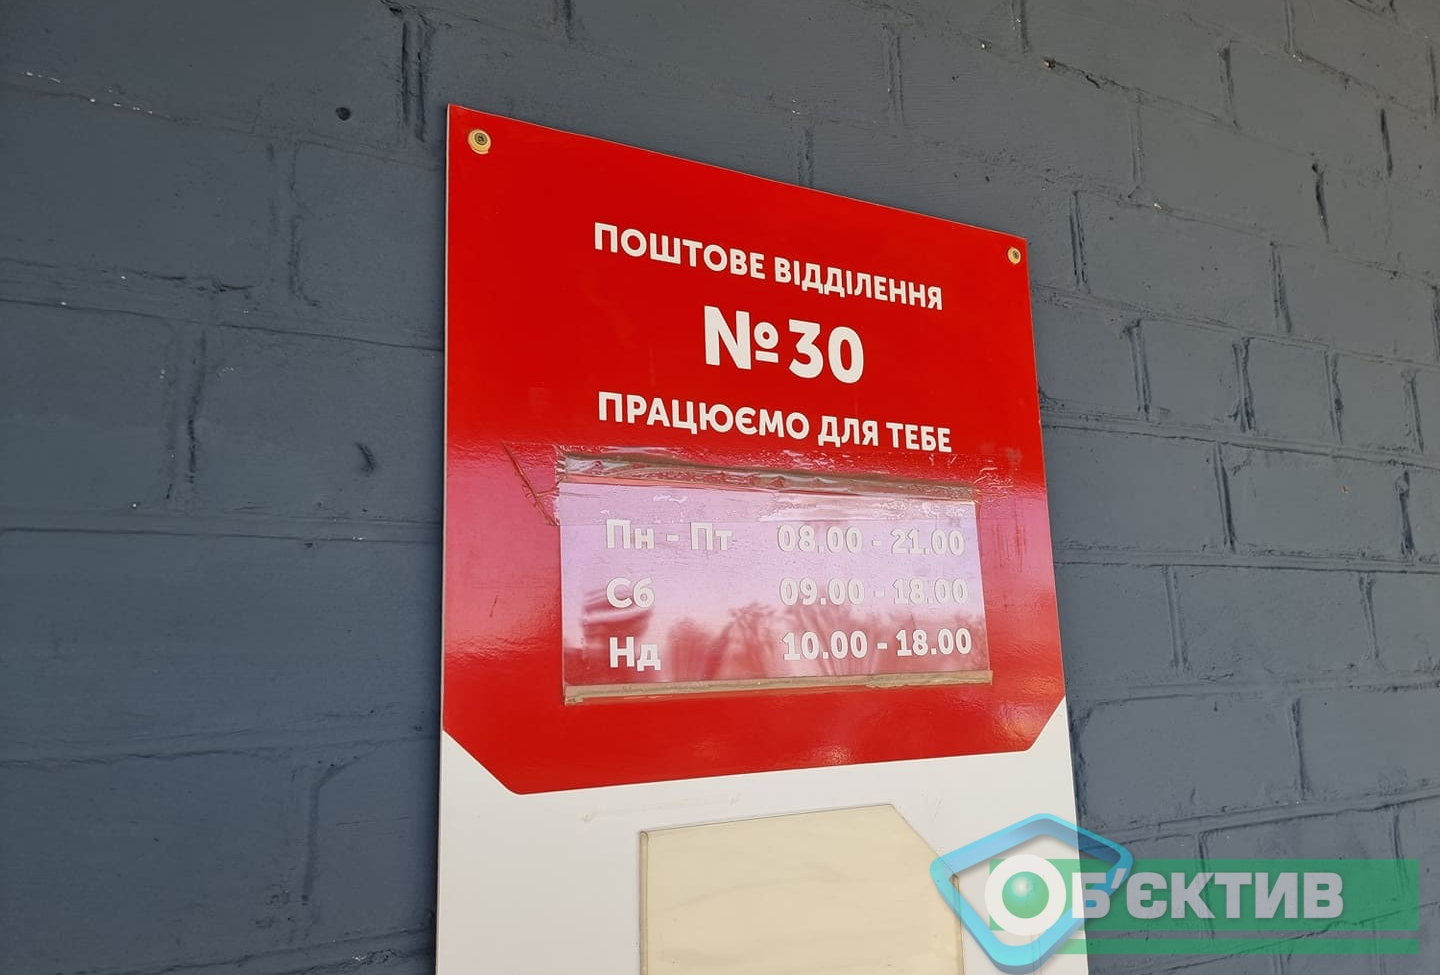 ПОШТОВЕ ВІДДІЛЕННЯ
№30
ПРАЦЮЄМО ДЛЯ ТЕБЕ
Пн - Пт 08.00 - 21.00
Сб 09.00 - 18.00
Нд 10.00 - 18.00
ОБ'ЄКТИВ